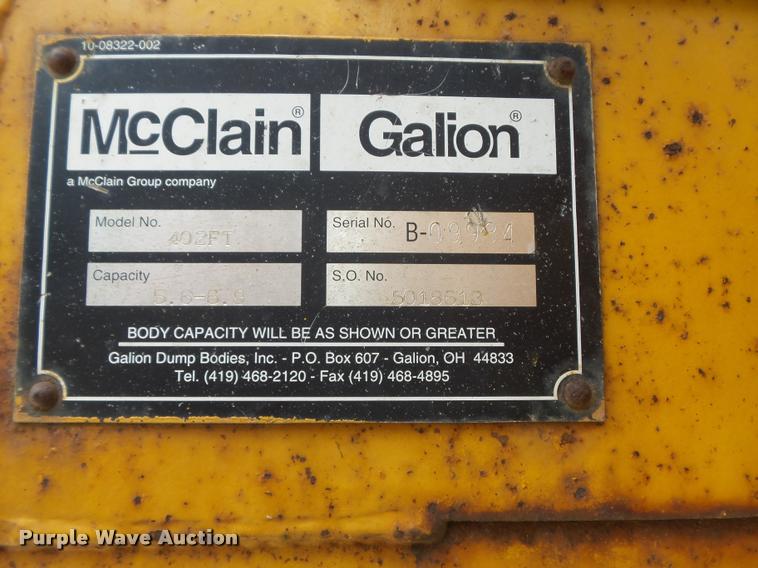 10-08322-002
McClain® Galion®
a McClain Group company
Model No. 402FT
Serial No. B-09984
Capacity
S.O. No.
BODY CAPACITY WILL BE AS SHOWN OR GREATER
Galion Dump Bodies, Inc. - P.O. Box 607 - Galion, OH 44833
Tel. (419) 468-2120 - Fax (419) 468-4895
Purple Wave Auction®